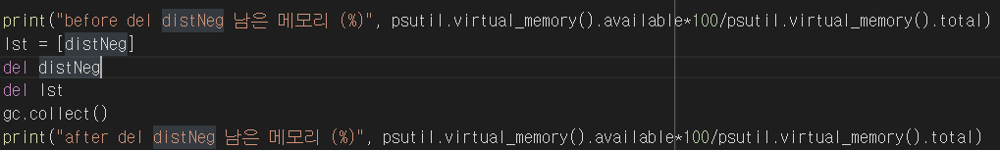 print("before del distNeg 남은 메모리 (%)", psutil.virtual_memory().available*100/psutil.virtual_memory().total)
lst = [distNeg]
del distNeg
del lst
gc.collect()
print("after del distNeg 남은 메모리 (%)", psutil.virtual_memory().available*100/psutil.virtual_memory().total)